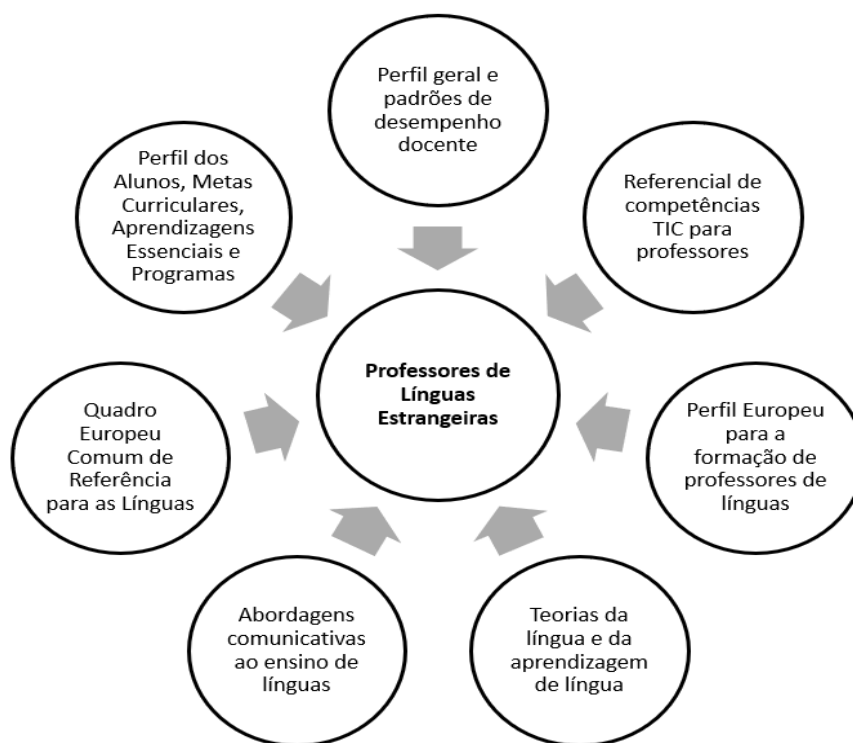 Perfil geral e
padrões de
desempenho
docente
Referencial de
competências
TIC para
professores
Perfil Europeu
para a
formação de
professores de
línguas
Teorias da
língua e da
aprendizagem
de língua
Abordagens
comunicativas
ao ensino de
línguas
Quadro
Europeu
Comum de
Referência
para as Línguas
Perfil dos
Alunos, Metas
Curriculares,
Aprendizagens
Essenciais e
Programas
Professores de
Línguas
Estrangeiras